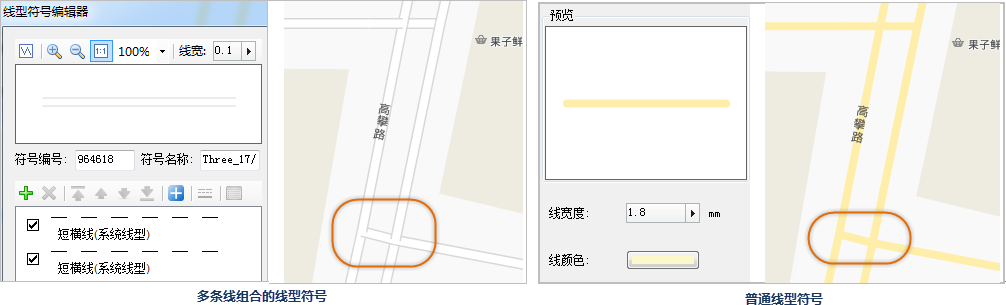 线型符号编辑器
1:1 100% 线宽: 0.1
符号编号: 964618 符号名称: Three_17/
短横线(系统线型)
短横线(系统线型)
果子鲜
高攀路
多条线组合的线型符号
预览
线宽度: 1.8 mm
线颜色:
果子鲜
高攀路
普通线型符号